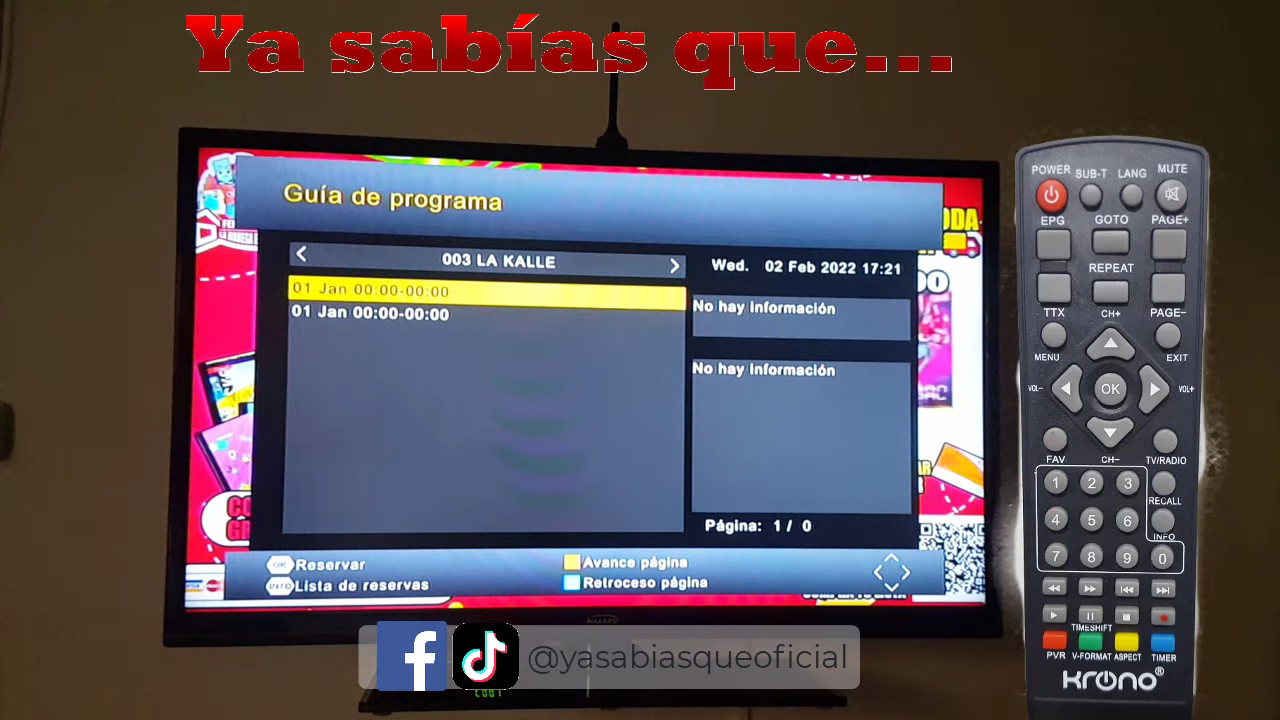 Ya sabías que...
Guía de programa
003 LA KALLE
Wed. 02 Feb 2022 17:21
01 Jan 00:00-00:00
01 Jan 00:00-00:00
No hay información
No hay información
Página: 1 / 0
OK Reservar
INFO Lista de reservas
Avance página
Retroceso página
@yasabiasqueoficial
POWER SUB-T LANG MUTE
EPG GOTO PAGE+
REPEAT
TTX CH+ PAGE-
MENU EXIT
VOL- OK VOL+
FAV CH- TV/RADIO
1 2 3
RECALL
4 5 6
INFO
7 8 9 0
TIMESHIFT
PVR V-FORMAT ASPECT TIMER
KRONO®